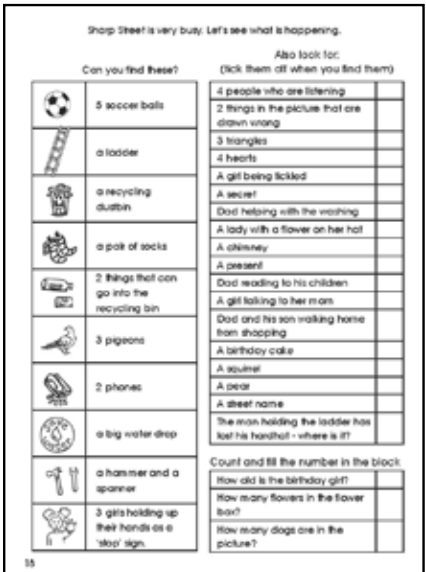 Sharp Street is very busy. Let's see what is happening.
Can you find these?
5 soccer balls
a ladder
a recycling
dustbin
a pair of socks
2 things that can
go into the
recycling bin
3 pigeons
2 phones
a big water drop
a hammer and a
spanner
3 girls holding up
their hands as a
'stop' sign.
Also look for:
(tick them off when you find them)
4 people who are listening
2 things in the picture that are
drawn wrong
3 triangles
4 hearts
A girl being tickled
A secret
Dad helping with the washing
A lady with a flower on her hat
A chimney
A present
Dad reading to his children
A girl talking to her mom
Dad and his son walking home
from shopping
A birthday cake
A squirrel
A pear
A street name
The man holding the ladder has
lost his hardhat - where is it?
Count and fill the number in the block
How old is the birthday girl?
How many flowers in the flower
box?
How many dogs are in the
picture?